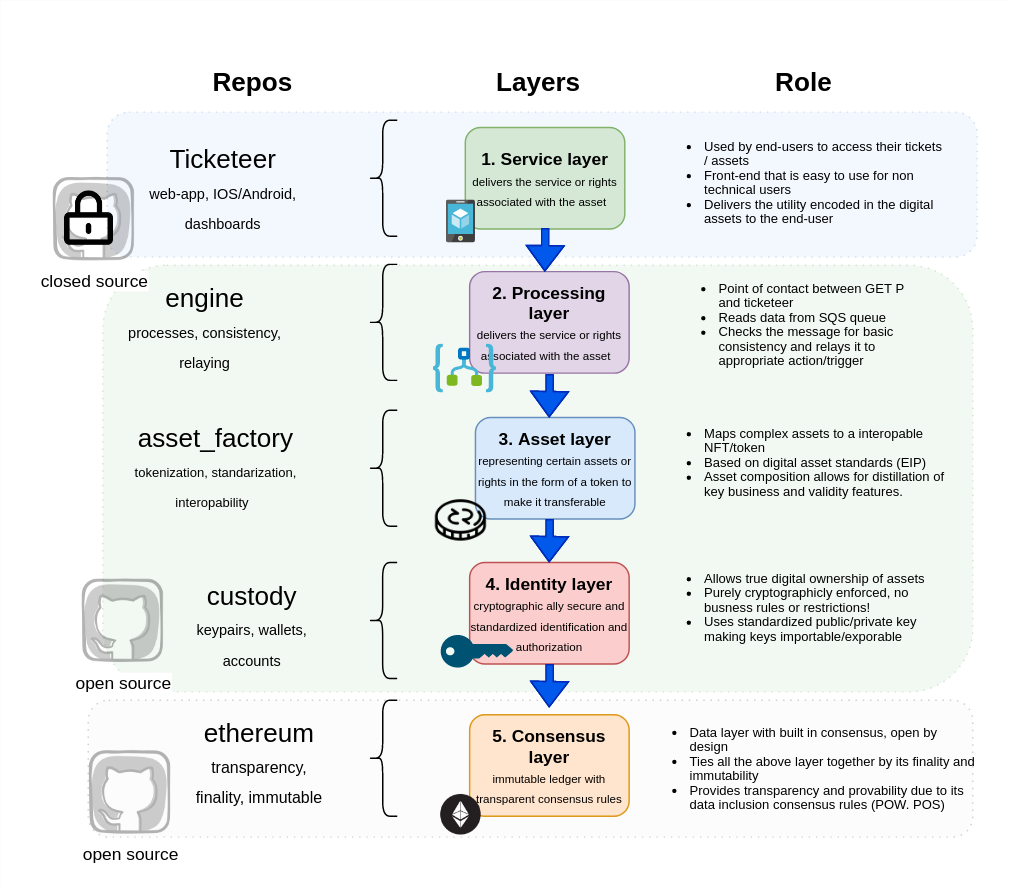 Repos
Layers
Role
Ticketeer
web-app, IOS/Android,
dashboards
closed source
1. Service layer
delivers the service or rights
associated with the asset
Used by end-users to access their tickets
/ assets
Front-end that is easy to use for non
technical users
Delivers the utility encoded in the digital
assets to the end-user
engine
processes, consistency,
relaying
2. Processing
layer
delivers the service or rights
associated with the asset
Point of contact between GET P
and ticketeer
Reads data from SQS queue
Checks the message for basic
consistency and relays it to
appropriate action/trigger
asset_factory
tokenization, standarization,
interopability
3. Asset layer
representing certain assets or
rights in the form of a token to
make it transferable
Maps complex assets to a interopable
NFT/token
Based on digital asset standards (EIP)
Asset composition allows for distillation of
key business and validity features.
custody
keypairs, wallets,
accounts
open source
4. Identity layer
cryptographic ally secure and
standardized identification and
authorization
Allows true digital ownership of assets
Purely cryptographicly enforced, no
business rules or restrictions!
Uses standardized public/private key
making keys importable/exporable
ethereum
transparency,
finality, immutable
open source
5. Consensus
layer
immutable ledger with
transparent consensus rules
Data layer with built in consensus, open by
design
Ties all the above layer together by its finality and
immutability
Provides transparency and provability due to its
data inclusion consensus rules (POW. POS)